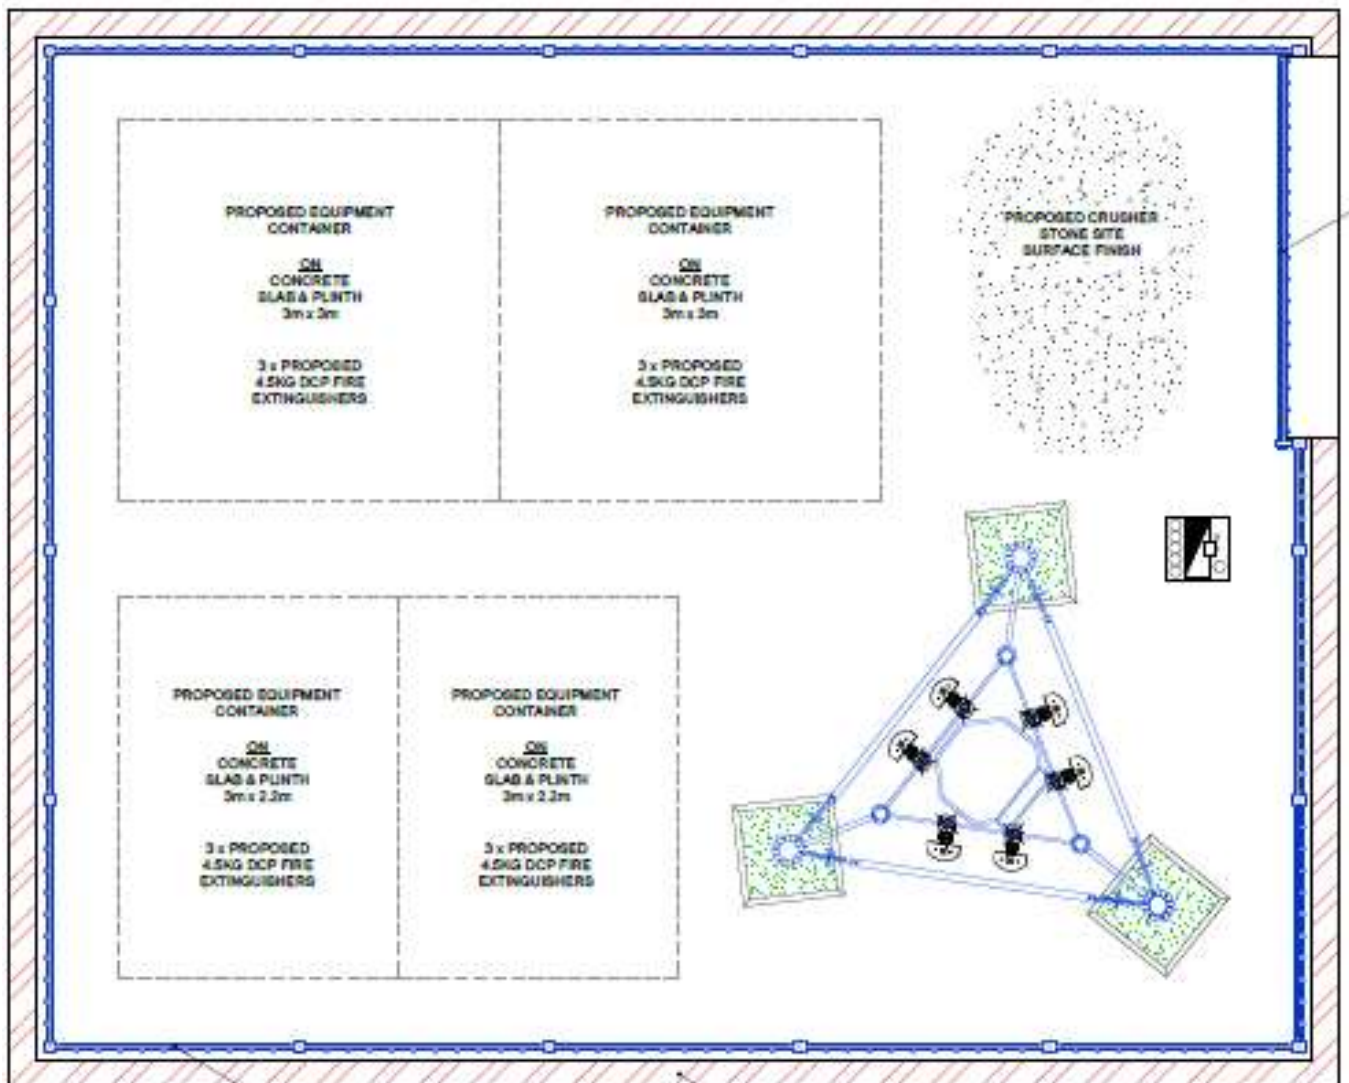 PROPOSED EQUIPMENT
CONTAINER
ON
CONCRETE
SLAB & PLINTH
3m x 3m
3 x PROPOSED
4.5KG DCP FIRE
EXTINGUISHERS
PROPOSED EQUIPMENT
CONTAINER
ON
CONCRETE
SLAB & PLINTH
3m x 3m
3 x PROPOSED
4.5KG DCP FIRE
EXTINGUISHERS
PROPOSED CRUSHER
STONE SITE
SURFACE FINISH
PROPOSED EQUIPMENT
CONTAINER
ON
CONCRETE
SLAB & PLINTH
3m x 2.2m
3 x PROPOSED
4.5KG DCP FIRE
EXTINGUISHERS
PROPOSED EQUIPMENT
CONTAINER
ON
CONCRETE
SLAB & PLINTH
3m x 2.2m
3 x PROPOSED
4.5KG DCP FIRE
EXTINGUISHERS